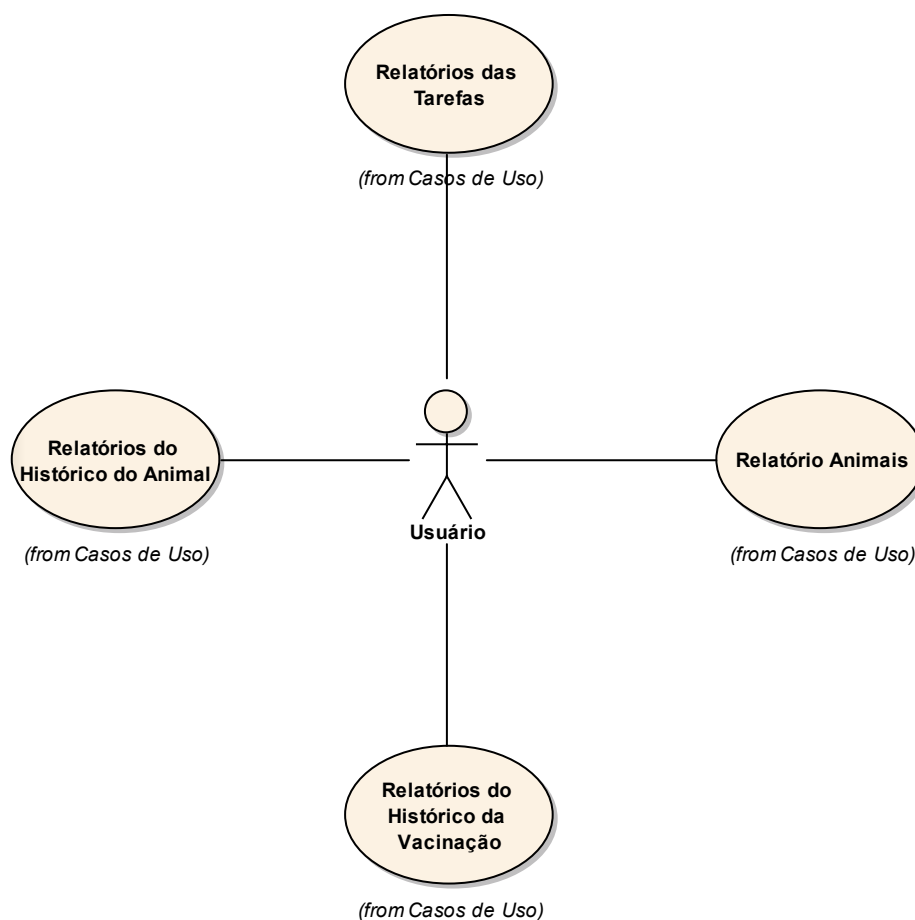 Relatórios das
Tarefas
(from Casos de Uso)
Relatórios do
Histórico do Animal
(from Casos de Uso)
Usuário
Relatório Animais
(from Casos de Uso)
Relatórios do
Histórico da
Vacinação
(from Casos de Uso)